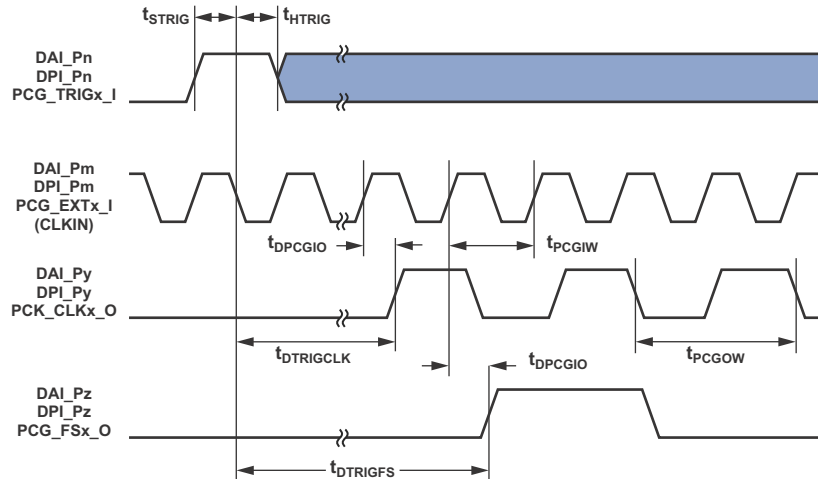 tSTRIG
tHTRIG
DAI_Pn
DPI_Pn
PCG_TRIGx_I
DAI_Pm
DPI_Pm
PCG_EXTx_I
(CLKIN)
tDPCGIO
tPCGIW
DAI_Py
DPI_Py
PCK_CLKx_O
tDTRIGCLK
tDPCGIO
tPCGOW
DAI_Pz
DPI_Pz
PCG_FSx_O
tDTRIGFS